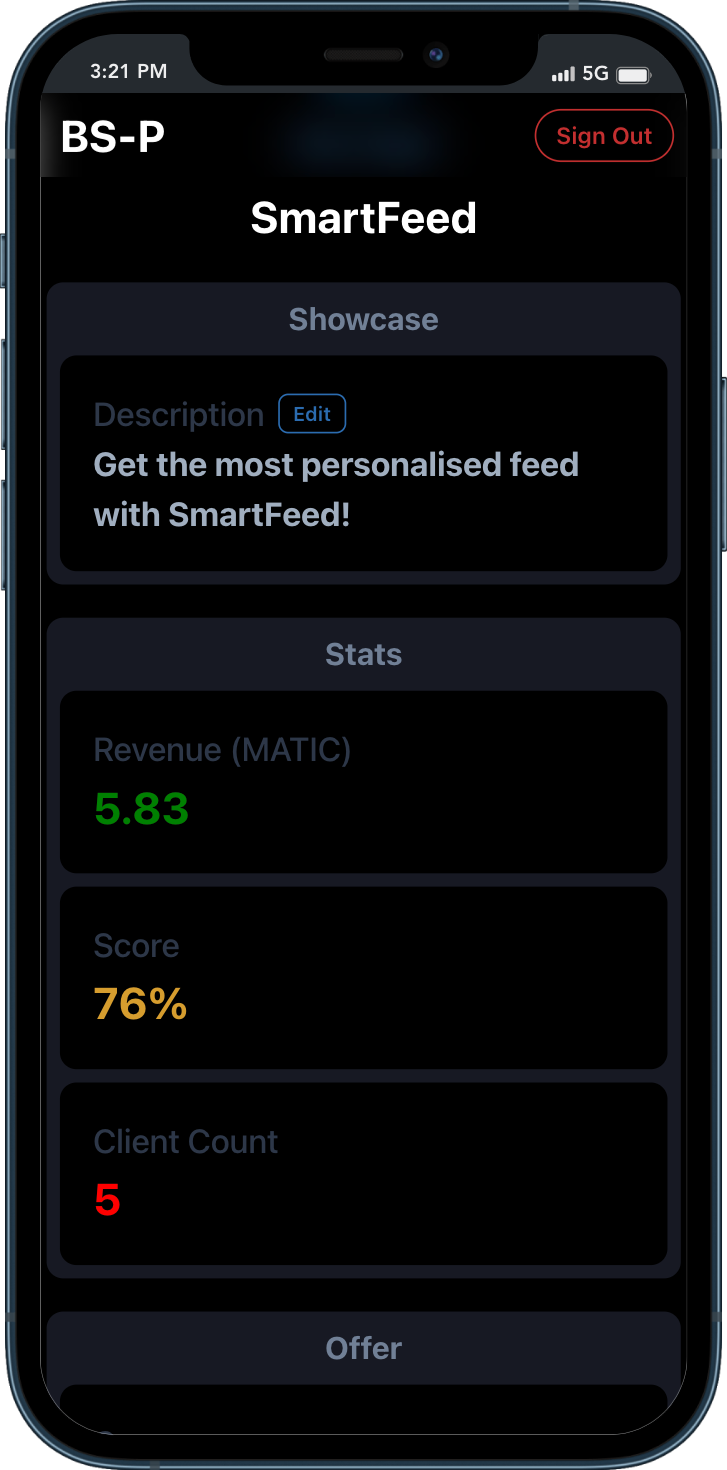 3:21 PM
5G
BS-P
Sign Out
SmartFeed
Showcase
Description
Edit
Get the most personalised feed
with SmartFeed!
Stats
Revenue (MATIC)
5.83
Score
76%
Client Count
5
Offer